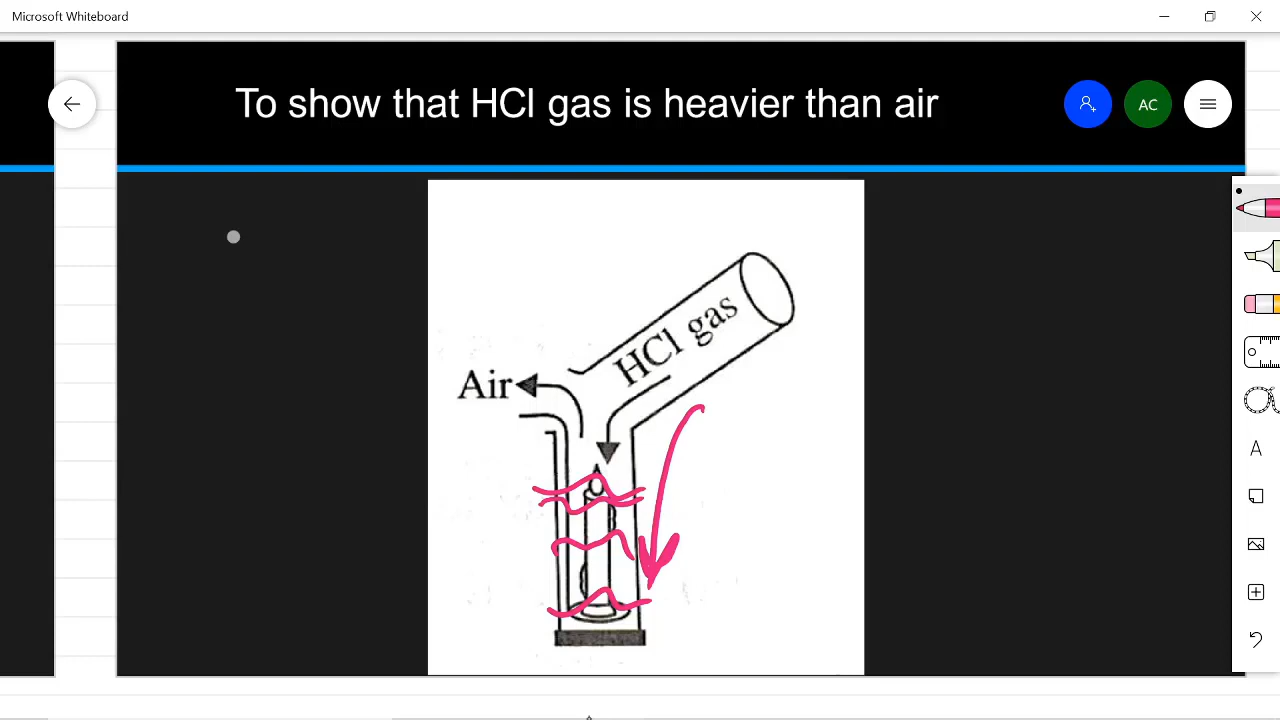 Microsoft Whiteboard
To show that HCl gas is heavier than air
AC
HCl gas
Air
A